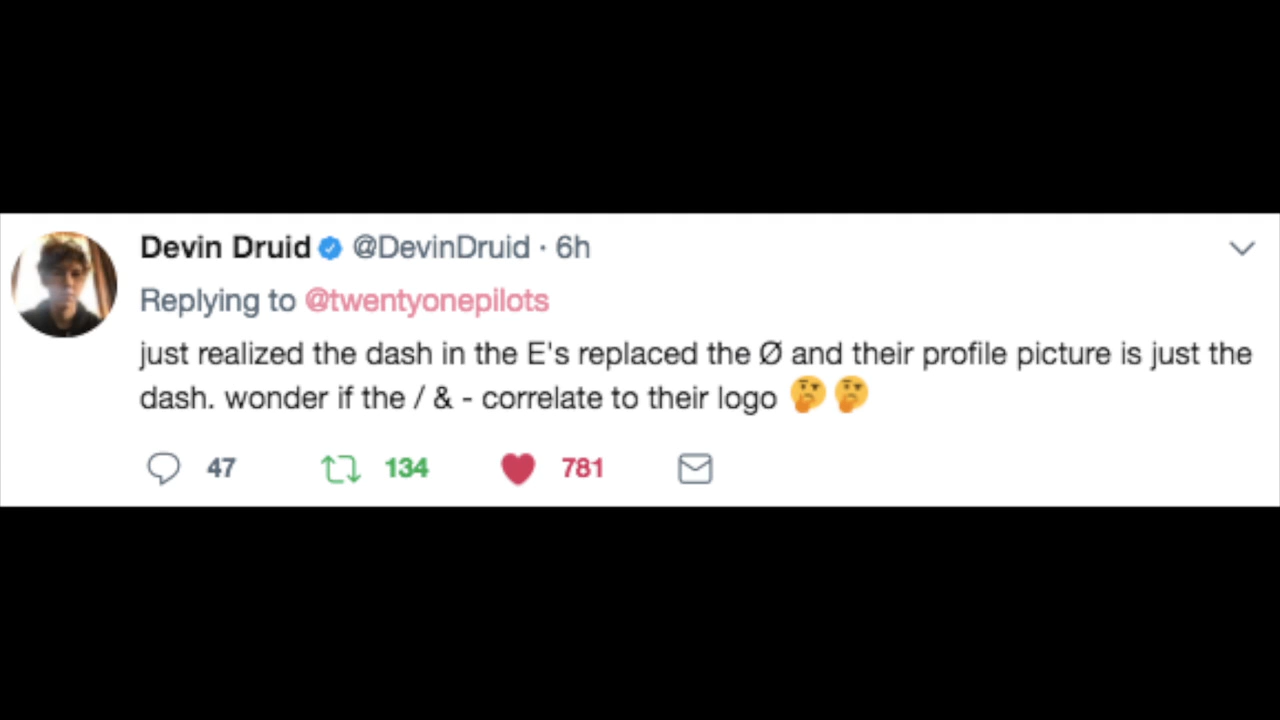 Devin Druid @DevinDruid · 6h
Replying to @twentyonepilots
just realized the dash in the E's replaced the Ø and their profile picture is just the
dash. wonder if the / & - correlate to their logo 🤔🤔
47 134 781